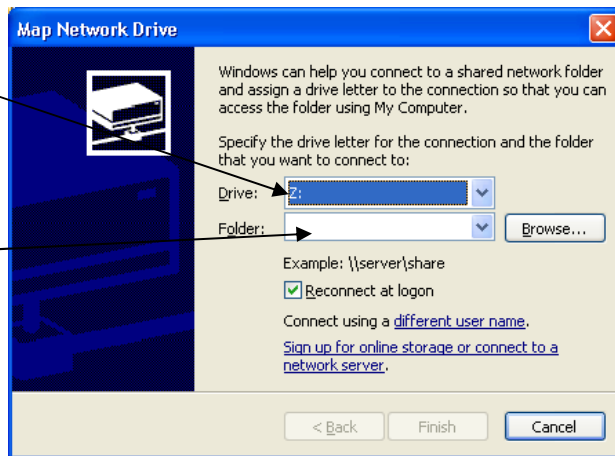 Map Network Drive
Windows can help you connect to a shared network folder
and assign a drive letter to the connection so that you can
access the folder using My Computer.
Specify the drive letter for the connection and the folder
that you want to connect to:
Drive: Z:
Folder: Browse...
Example: \\server\share
Reconnect at logon
Connect using a different user name.
Sign up for online storage or connect to a
network server.
< Back Finish Cancel